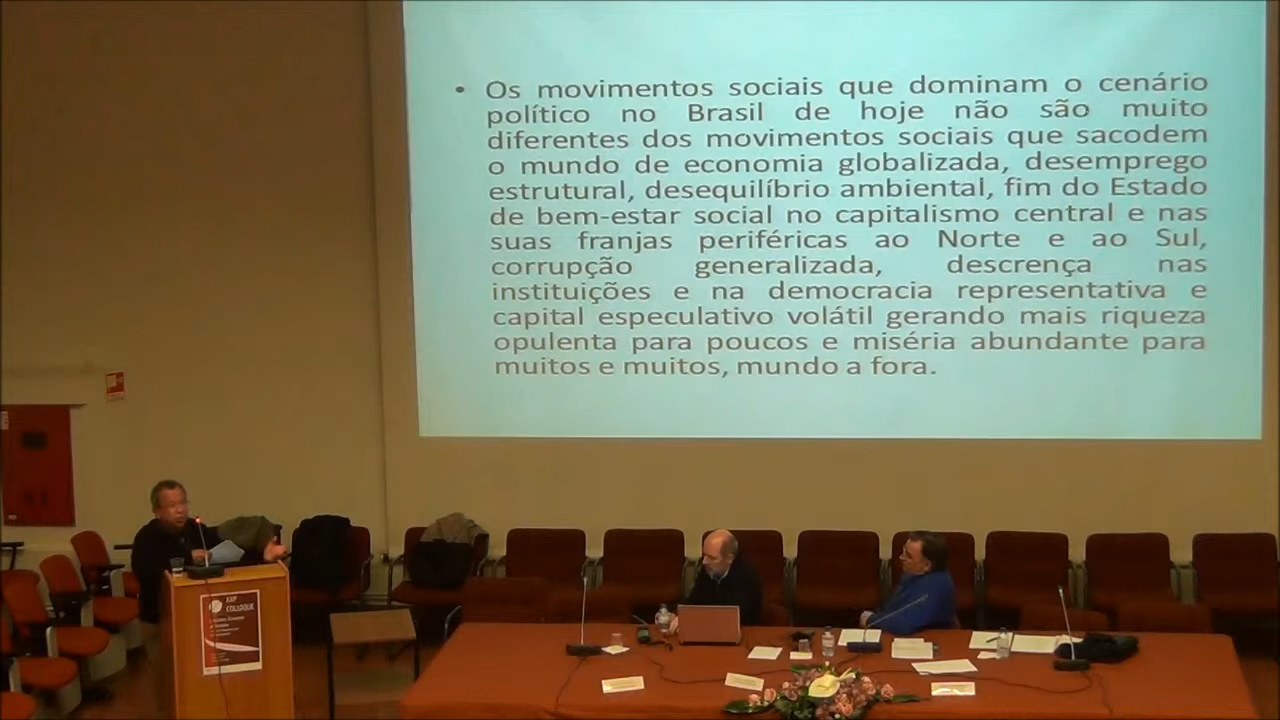 • Os movimentos sociais que dominam o cenário
político no Brasil de hoje não são muito
diferentes dos movimentos sociais que sacodem
o mundo de economia globalizada, desemprego
estrutural, desequilíbrio ambiental, fim do Estado
de bem-estar social no capitalismo central e nas
suas franjas periféricas ao Norte e ao Sul,
corrupção generalizada, descrença nas
instituições e na democracia representativa e
capital especulativo volátil gerando mais riqueza
opulenta para poucos e miséria abundante para
muitos e muitos, mundo a fora.
COLLOQUE